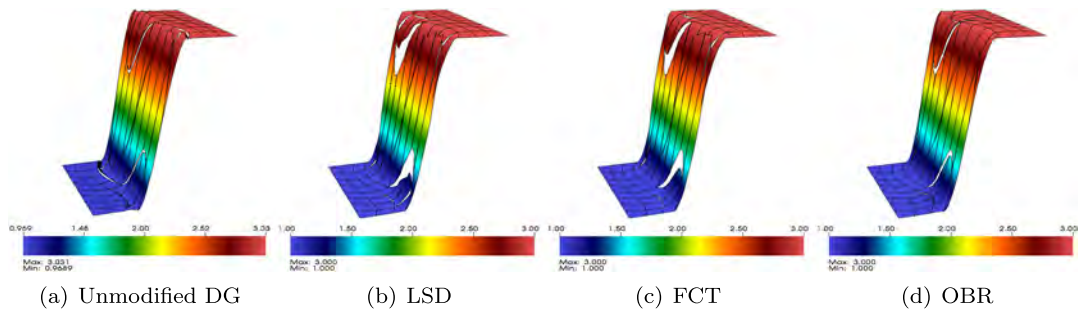 0.969 1.48 2.00 2.50 3.03
Max: 3.031
Min: 0.9689
(a) Unmodified DG
1.00 1.50 2.00 2.50 3.00
Max: 3.000
Min: 1.000
(b) LSD
1.00 1.50 2.00 2.50 3.00
Max: 3.000
Min: 1.000
(c) FCT
1.00 1.50 2.00 2.50 3.00
Max: 3.000
Min: 1.000
(d) OBR